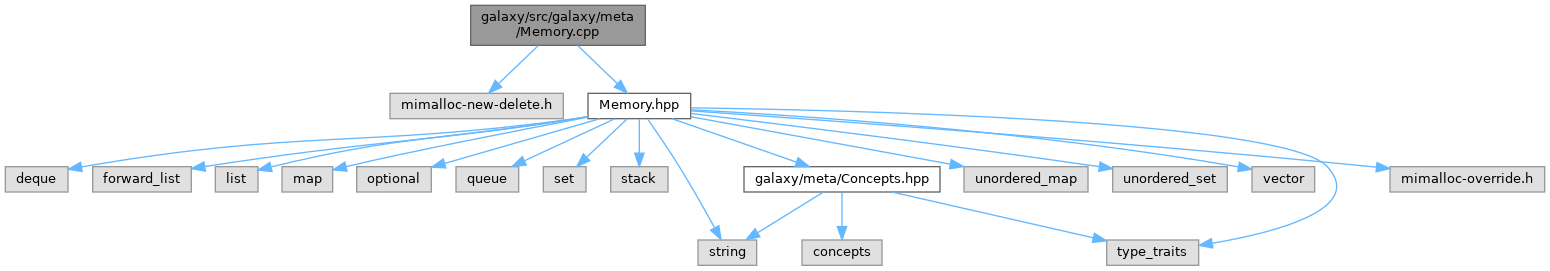 galaxy/src/galaxy/meta
/Memory.cpp
mimalloc-new-delete.h
Memory.hpp
deque
forward_list
list
map
optional
queue
set
stack
galaxy/meta/Concepts.hpp
unordered_map
unordered_set
vector
mimalloc-override.h
string
concepts
type_traits